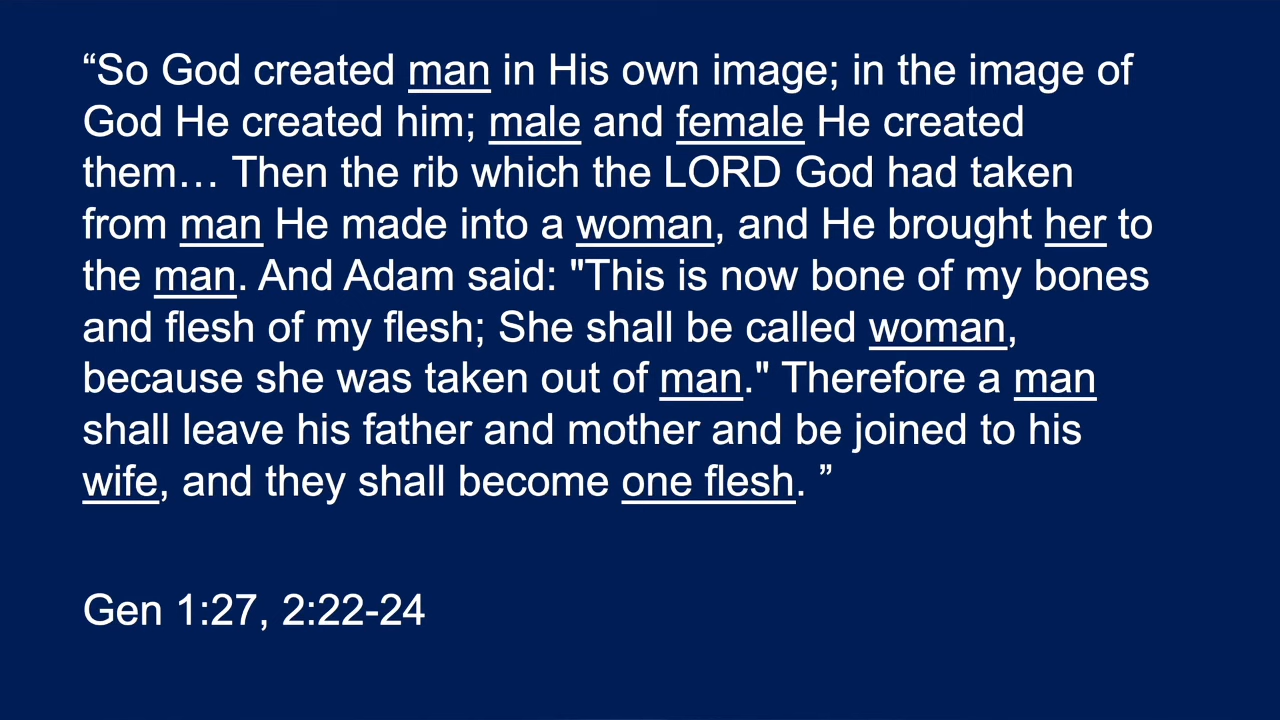 “So God created man in His own image; in the image of
God He created him; male and female He created
them… Then the rib which the LORD God had taken
from man He made into a woman, and He brought her to
the man. And Adam said: "This is now bone of my bones
and flesh of my flesh; She shall be called woman,
because she was taken out of man." Therefore a man
shall leave his father and mother and be joined to his
wife, and they shall become one flesh. ”
Gen 1:27, 2:22-24